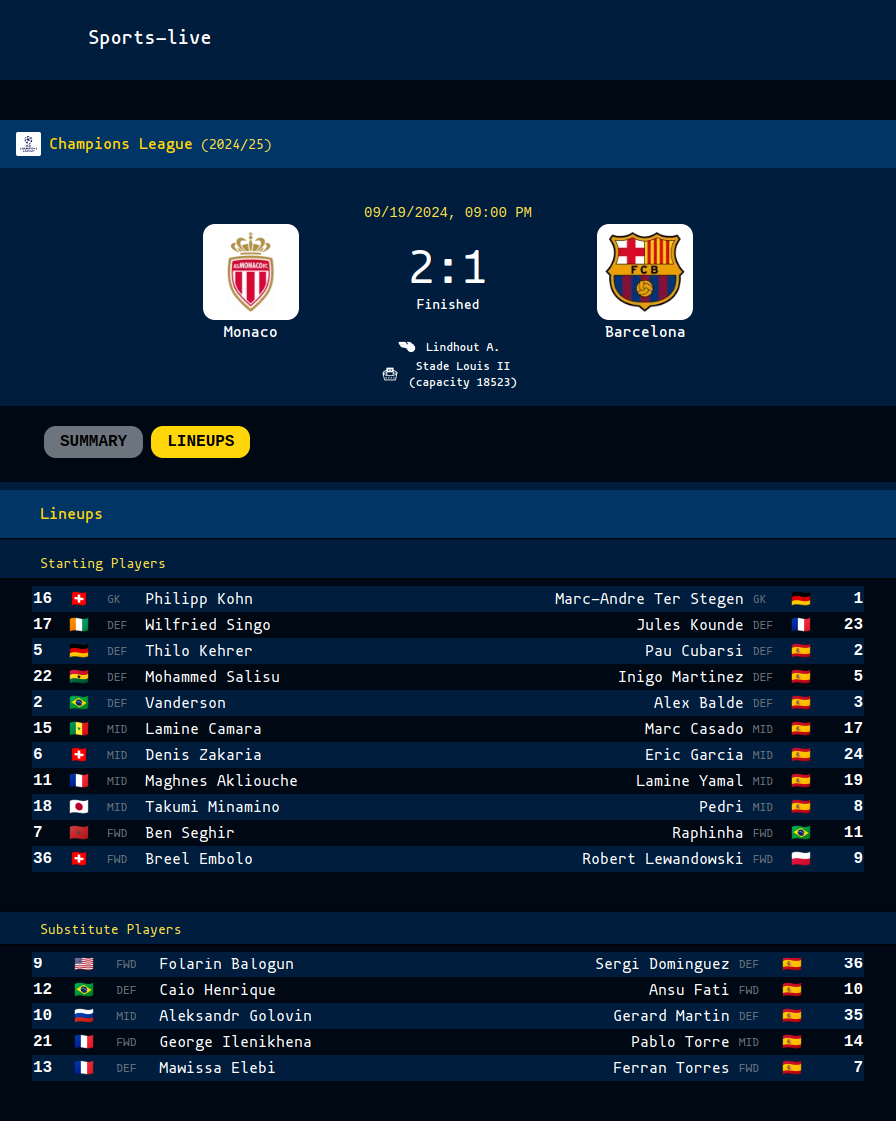 Sports-live
Champions League (2024/25)
09/19/2024, 09:00 PM
2:1
Finished
Monaco
Barcelona
Lindhout A.
Stade Louis II
(capacity 18523)
SUMMARY LINEUPS
Lineups
Starting Players
16 GK Philipp Kohn Marc-Andre Ter Stegen GK 1
17 DEF Wilfried Singo Jules Kounde DEF 23
5 DEF Thilo Kehrer Pau Cubarsi DEF 2
22 DEF Mohammed Salisu Inigo Martinez DEF 5
2 DEF Vanderson Alex Balde DEF 3
15 MID Lamine Camara Marc Casado MID 17
6 MID Denis Zakaria Eric Garcia MID 24
11 MID Maghnes Akliouche Lamine Yamal MID 19
18 MID Takumi Minamino Pedri MID 8
7 FWD Ben Seghir Raphinha FWD 11
36 FWD Breel Embolo Robert Lewandowski FWD 9
Substitute Players
9 FWD Folarin Balogun Sergi Dominguez DEF 36
12 DEF Caio Henrique Ansu Fati FWD 10
10 MID Aleksandr Golovin Gerard Martin DEF 35
21 FWD George Ilenikhena Pablo Torre MID 14
13 DEF Mawissa Elebi Ferran Torres FWD 7